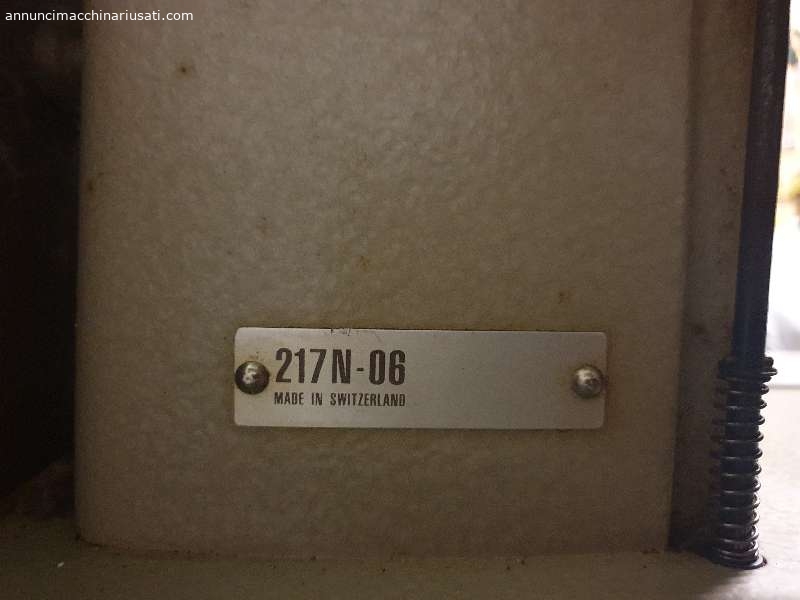 annuncimacchinariusati.com
217N-06
MADE IN SWITZERLAND